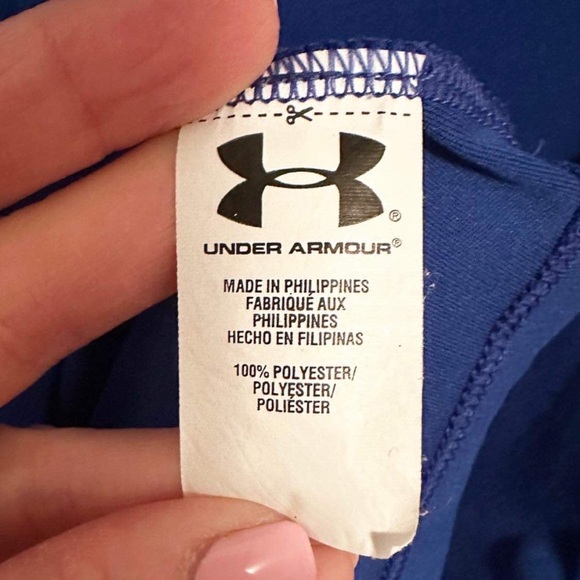 UNDER ARMOUR®
MADE IN PHILIPPINES
FABRIQUÉ AUX
PHILIPPINES
HECHO EN FILIPINAS
100% POLYESTER/
POLYESTER/
POLIÉSTER